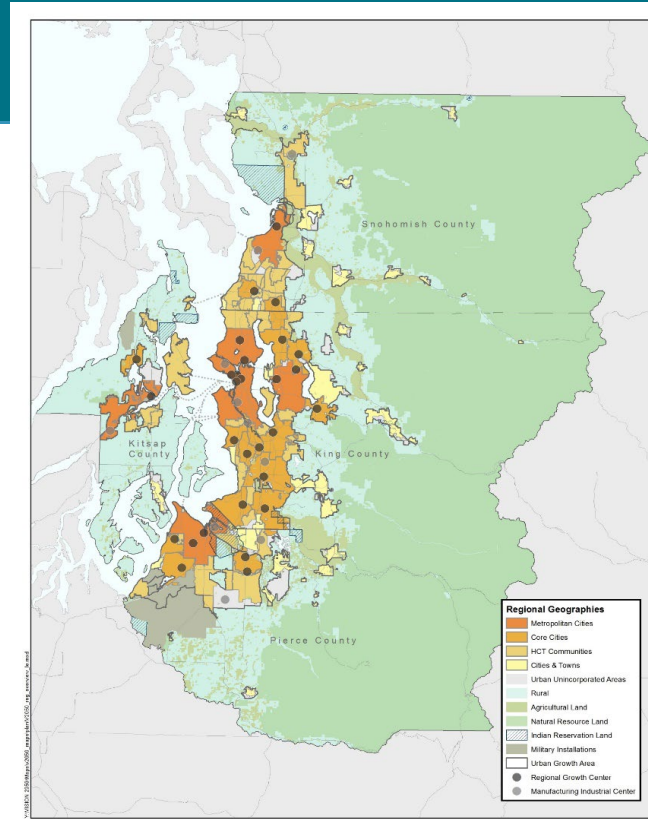 Snohomish County
Kitsap
County
King County
Pierce County
Regional Geographies
Metropolitan Cities
Core Cities
HCT Communities
Cities & Towns
Urban Unincorporated Areas
Rural
Agricultural Land
Natural Resource Land
Indian Reservation Land
Military Installations
Urban Growth Area
Regional Growth Center
Manufacturing Industrial Center